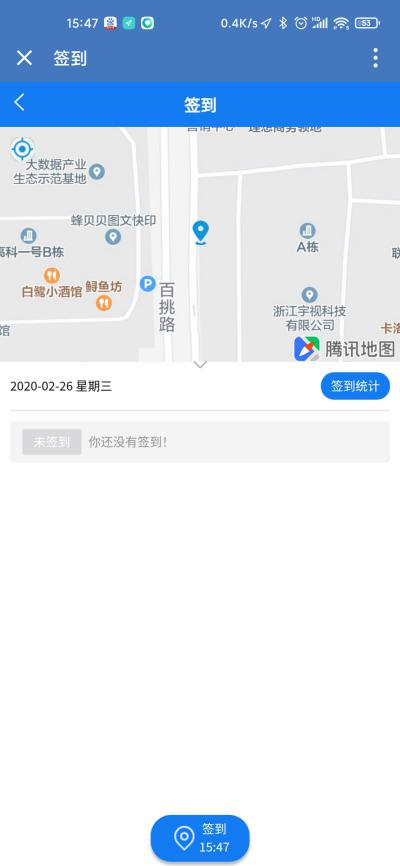 15:47
0.4K/s
HD
53
签到
签到
大数据产业
生态示范基地
蜂贝贝图文快印
高科一号B栋
A栋
白鹭小酒馆
鲟鱼坊
P
百挑路
浙江宇视科技
有限公司
馆
腾讯地图
2020-02-26 星期三
签到统计
未签到
你还没有签到！
签到
15:47